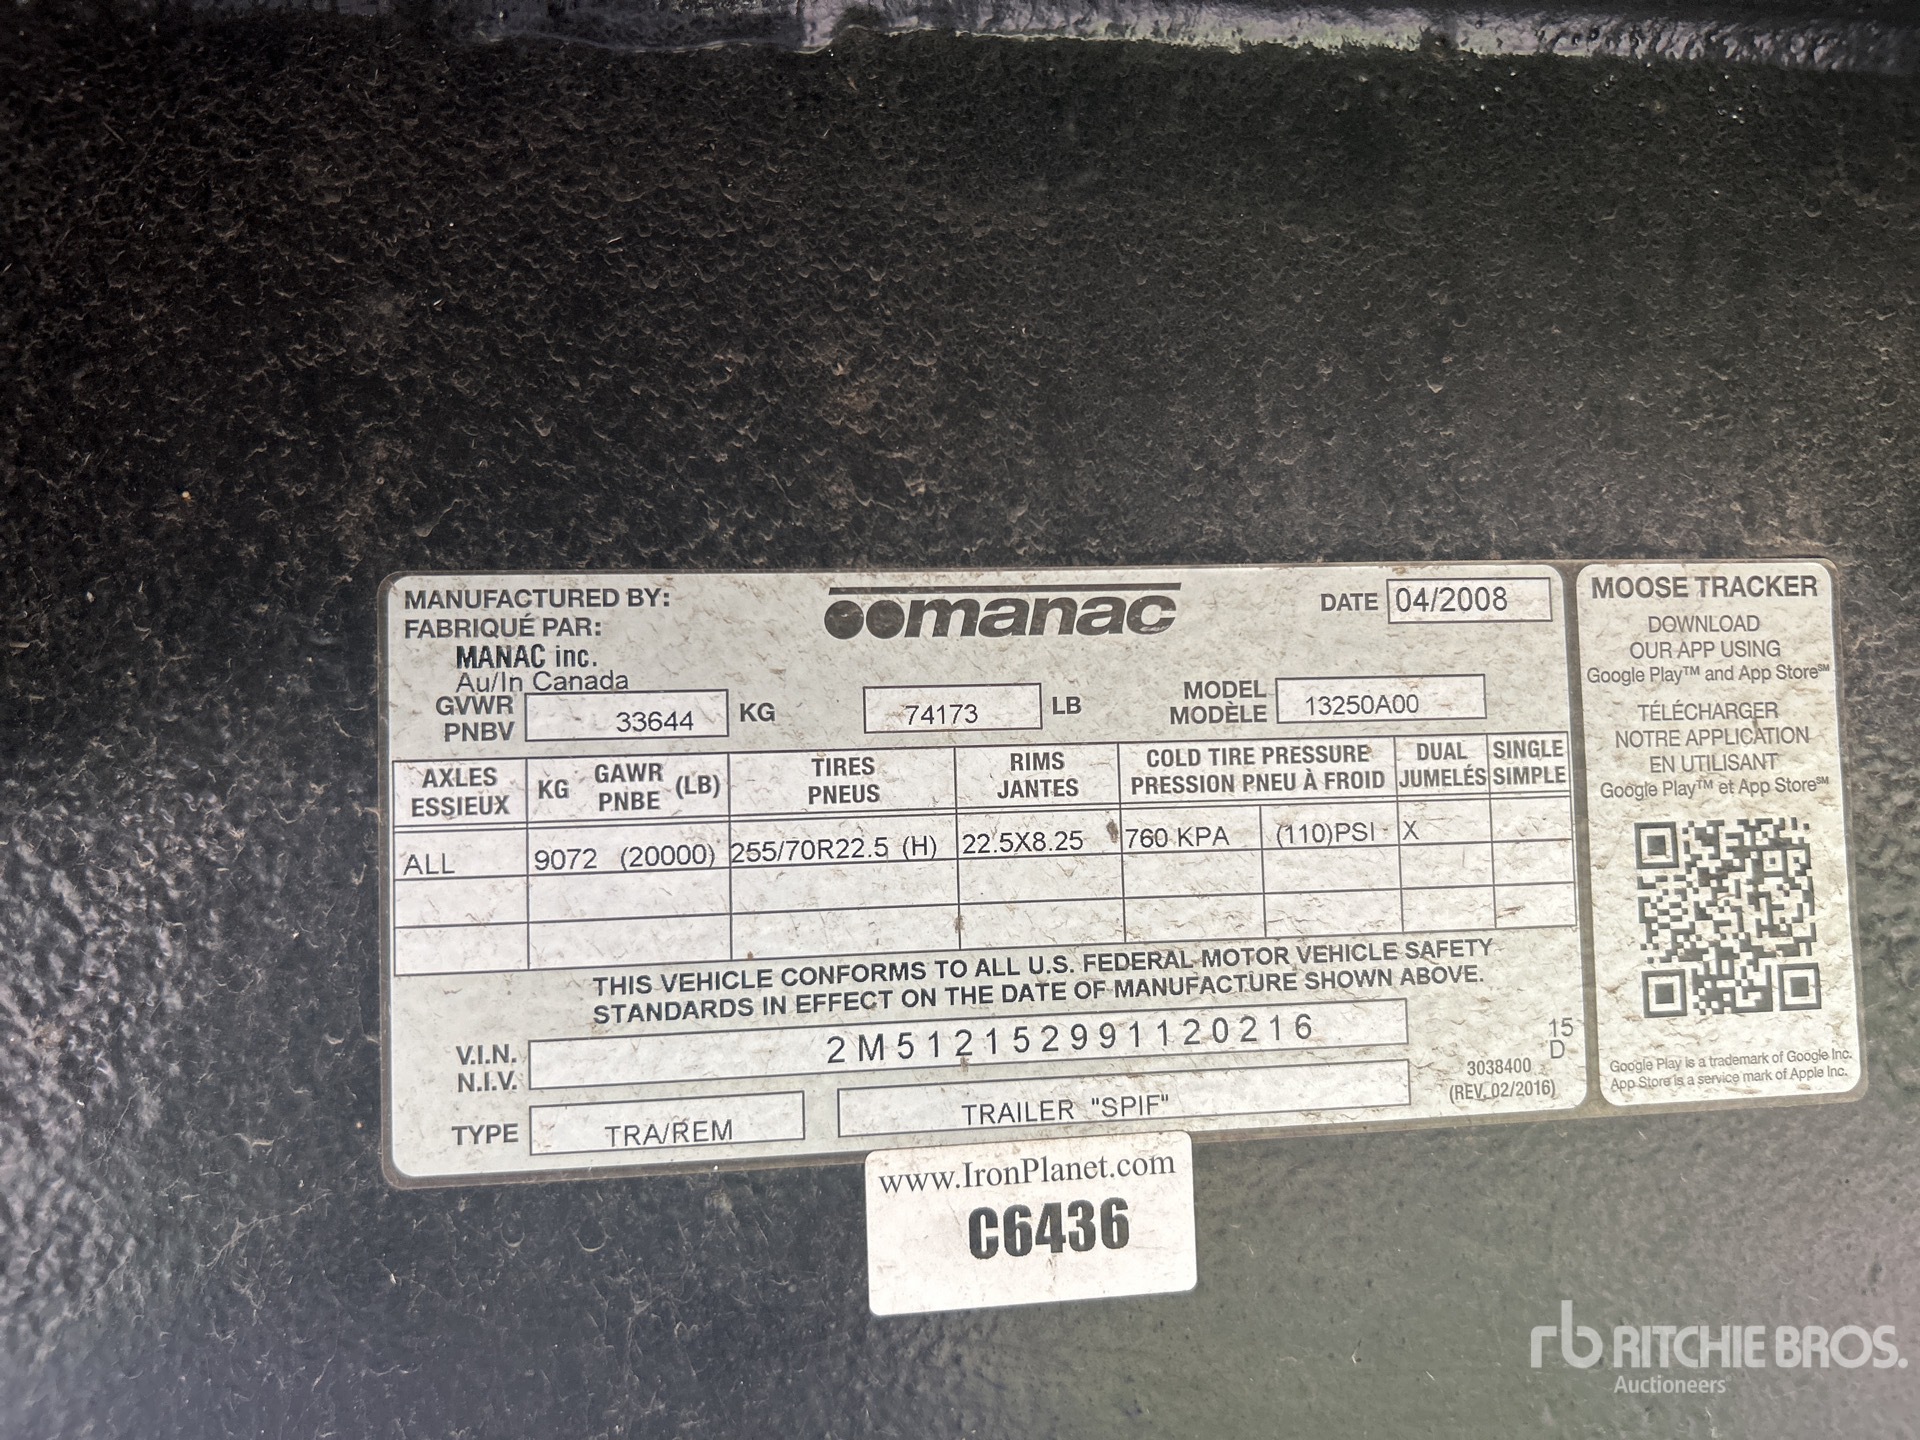 MANUFACTURED BY:
FABRIQUÉ PAR:
MANAC inc.
Au/In Canada
manac
DATE 04/2008
GVWR
PNBV
33644 KG 74173 LB
MODEL
MODÈLE
13250A00
AXLES
ESSIEUX
KG GAWR (LB)
PNBE
TIRES
PNEUS
RIMS
JANTES
COLD TIRE PRESSURE
PRESSION PNEU À FROID
DUAL
JUMELÉS
SINGLE
SIMPLE
ALL 9072 (20000) 255/70R22.5 (H) 22.5X8.25 760 KPA (110)PSI X
THIS VEHICLE CONFORMS TO ALL U.S. FEDERAL MOTOR VEHICLE SAFETY
STANDARDS IN EFFECT ON THE DATE OF MANUFACTURE SHOWN ABOVE.
V.I.N.
N.I.V.
2M512152991120216
TYPE TRA/REM TRAILER "SPIF"
15
D
3038400
(REV. 02/2016)
MOOSE TRACKER
DOWNLOAD
OUR APP USING
Google Play™ and App Store℠
TÉLÉCHARGER
NOTRE APPLICATION
EN UTILISANT
Google Play™ et App Store℠
Google Play is a trademark of Google Inc.
App Store is a service mark of Apple Inc.
www.IronPlanet.com
C6436
rb RITCHIE BROS.
Auctioneers